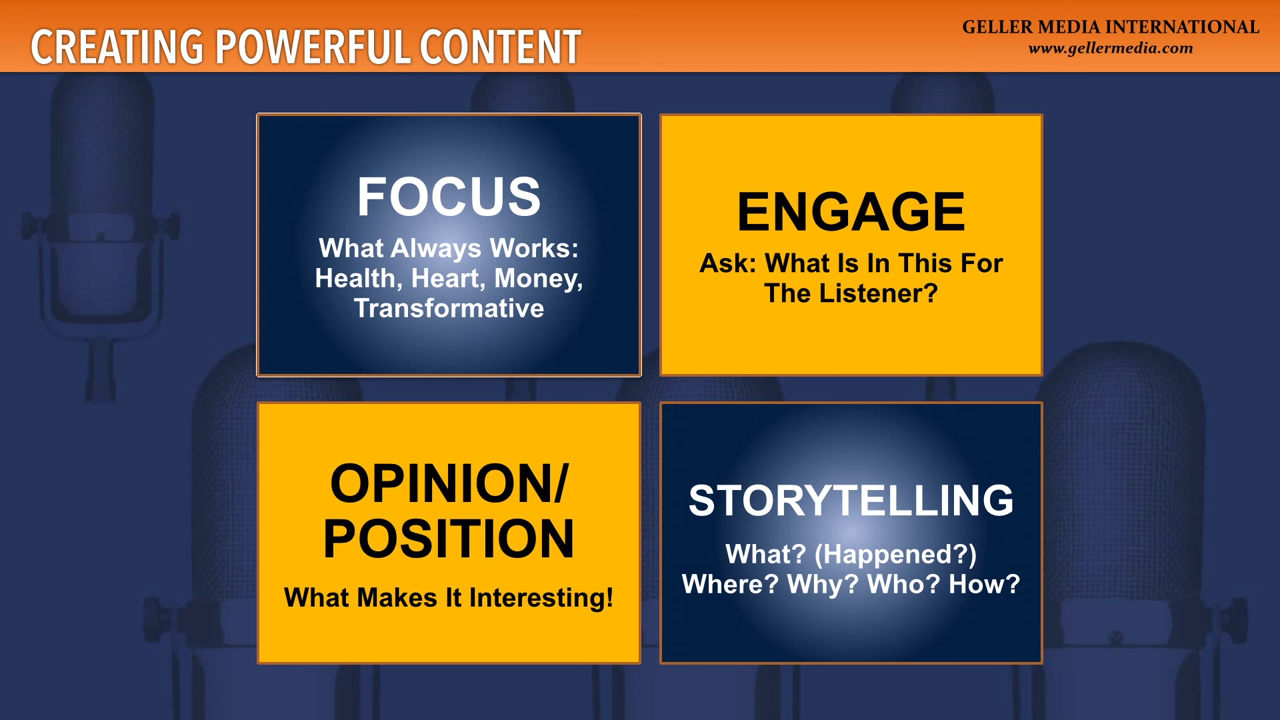 CREATING POWERFUL CONTENT
GELLER MEDIA INTERNATIONAL
www.gellermedia.com
FOCUS
What Always Works:
Health, Heart, Money,
Transformative
ENGAGE
Ask: What Is In This For
The Listener?
OPINION/
POSITION
What Makes It Interesting!
STORYTELLING
What? (Happened?)
Where? Why? Who? How?